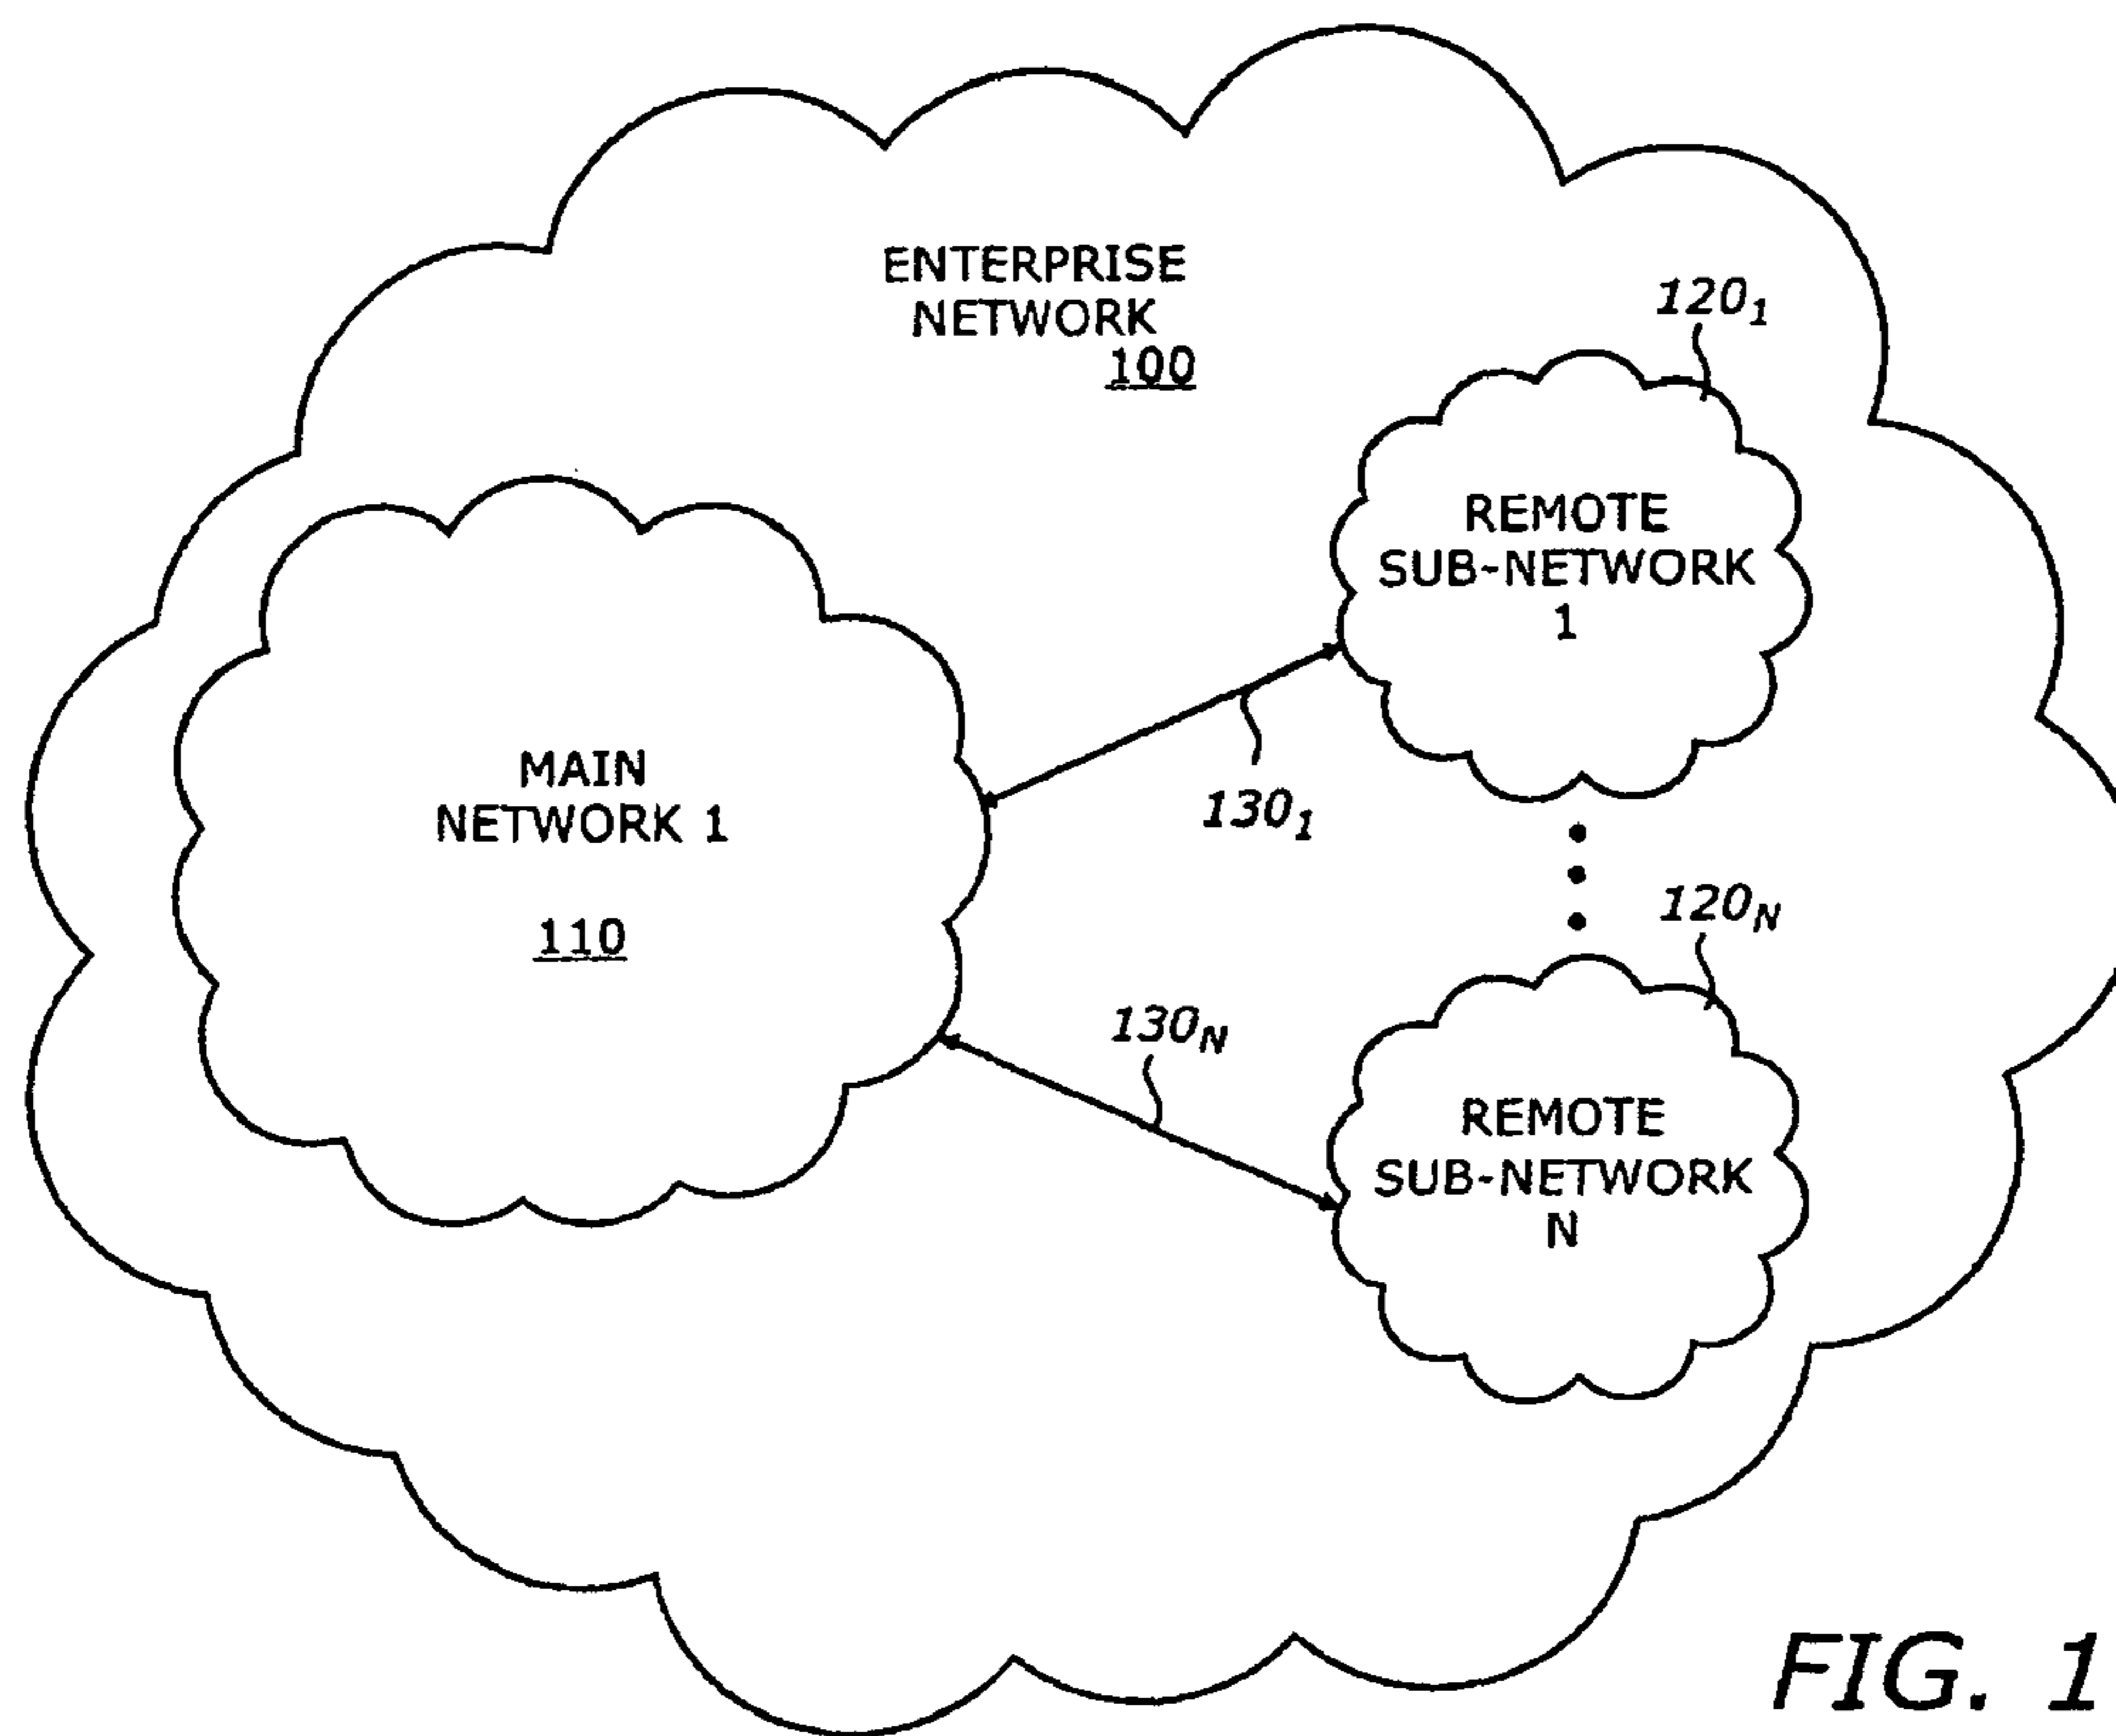 ENTERPRISE
NETWORK
100
120₁
REMOTE
SUB-NETWORK
1
MAIN
NETWORK 1
110
130₁
120N
130N
REMOTE
SUB-NETWORK
N
FIG. 1